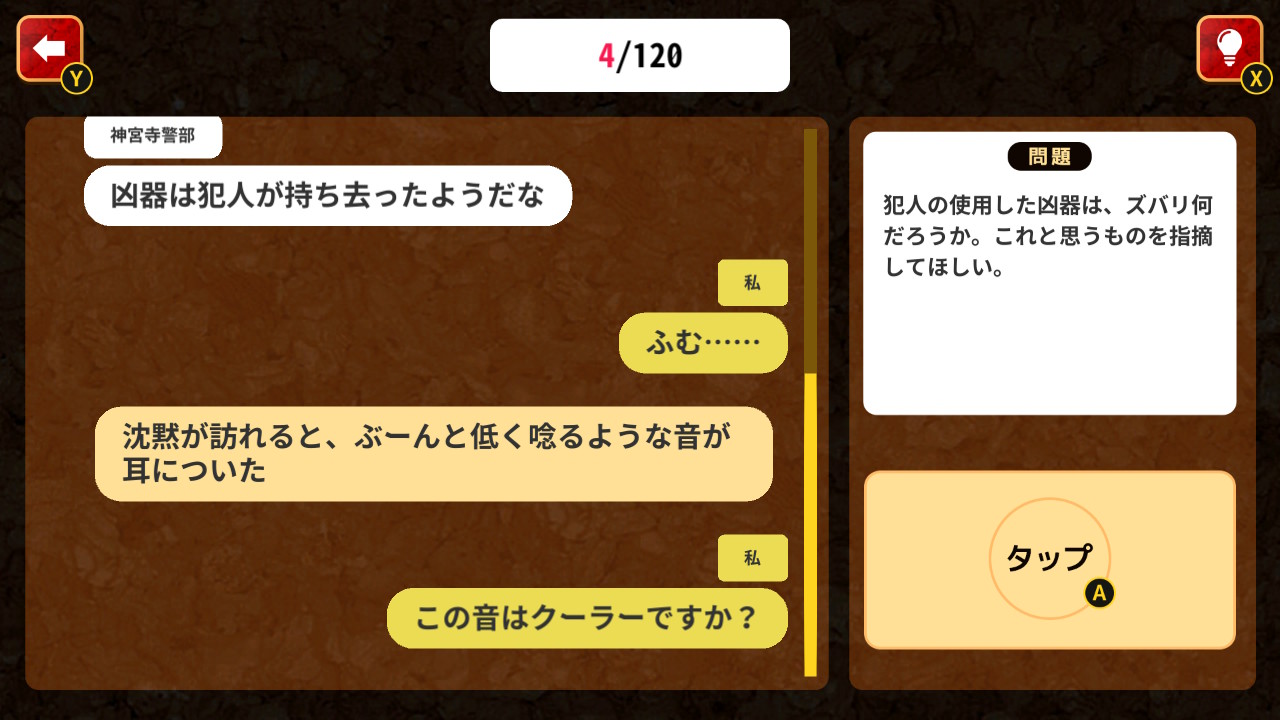 Y
4/120
X
神宮寺警部
凶器は犯人が持ち去ったようだな
私
ふむ……
沈黙が訪れると、ぶーんと低く唸るような音が
耳についた
私
この音はクーラーですか？
問題
犯人の使用した凶器は、ズバリ何
だろうか。これと思うものを指摘
してほしい。
タップ
A